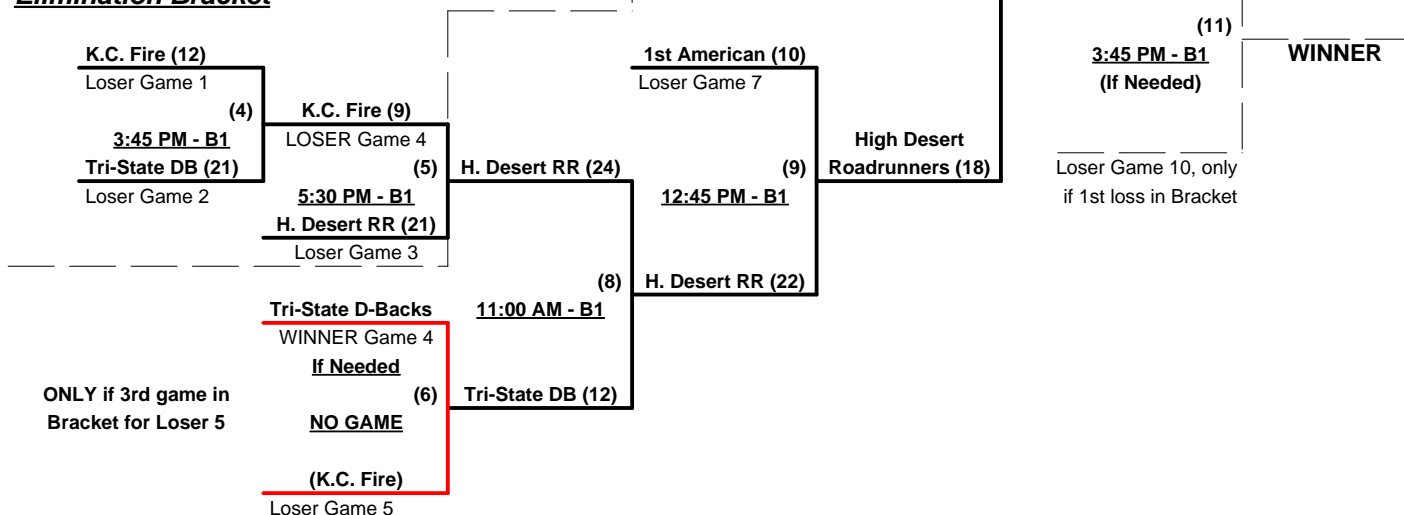 Elimination Bracket
(11)
K.C. Fire (12)
1st American (10)
3:45 PM - B1
WINNER
Loser Game 1
Loser Game 7
(If Needed)
(4)
K.C. Fire (9)
3:45 PM - B1
LOSER Game 4
High Desert
Tri-State DB (21)
(5)
H. Desert RR (24)
(9)
Roadrunners (18)
Loser Game 10, only
Loser Game 2
5:30 PM - B1
12:45 PM - B1
if 1st loss in Bracket
H. Desert RR (21)
Loser Game 3
(8)
H. Desert RR (22)
Tri-State D-Backs
11:00 AM - B1
WINNER Game 4
If Needed
ONLY if 3rd game in
(6)
Tri-State DB (12)
Bracket for Loser 5
NO GAME
(K.C. Fire)
Loser Game 5